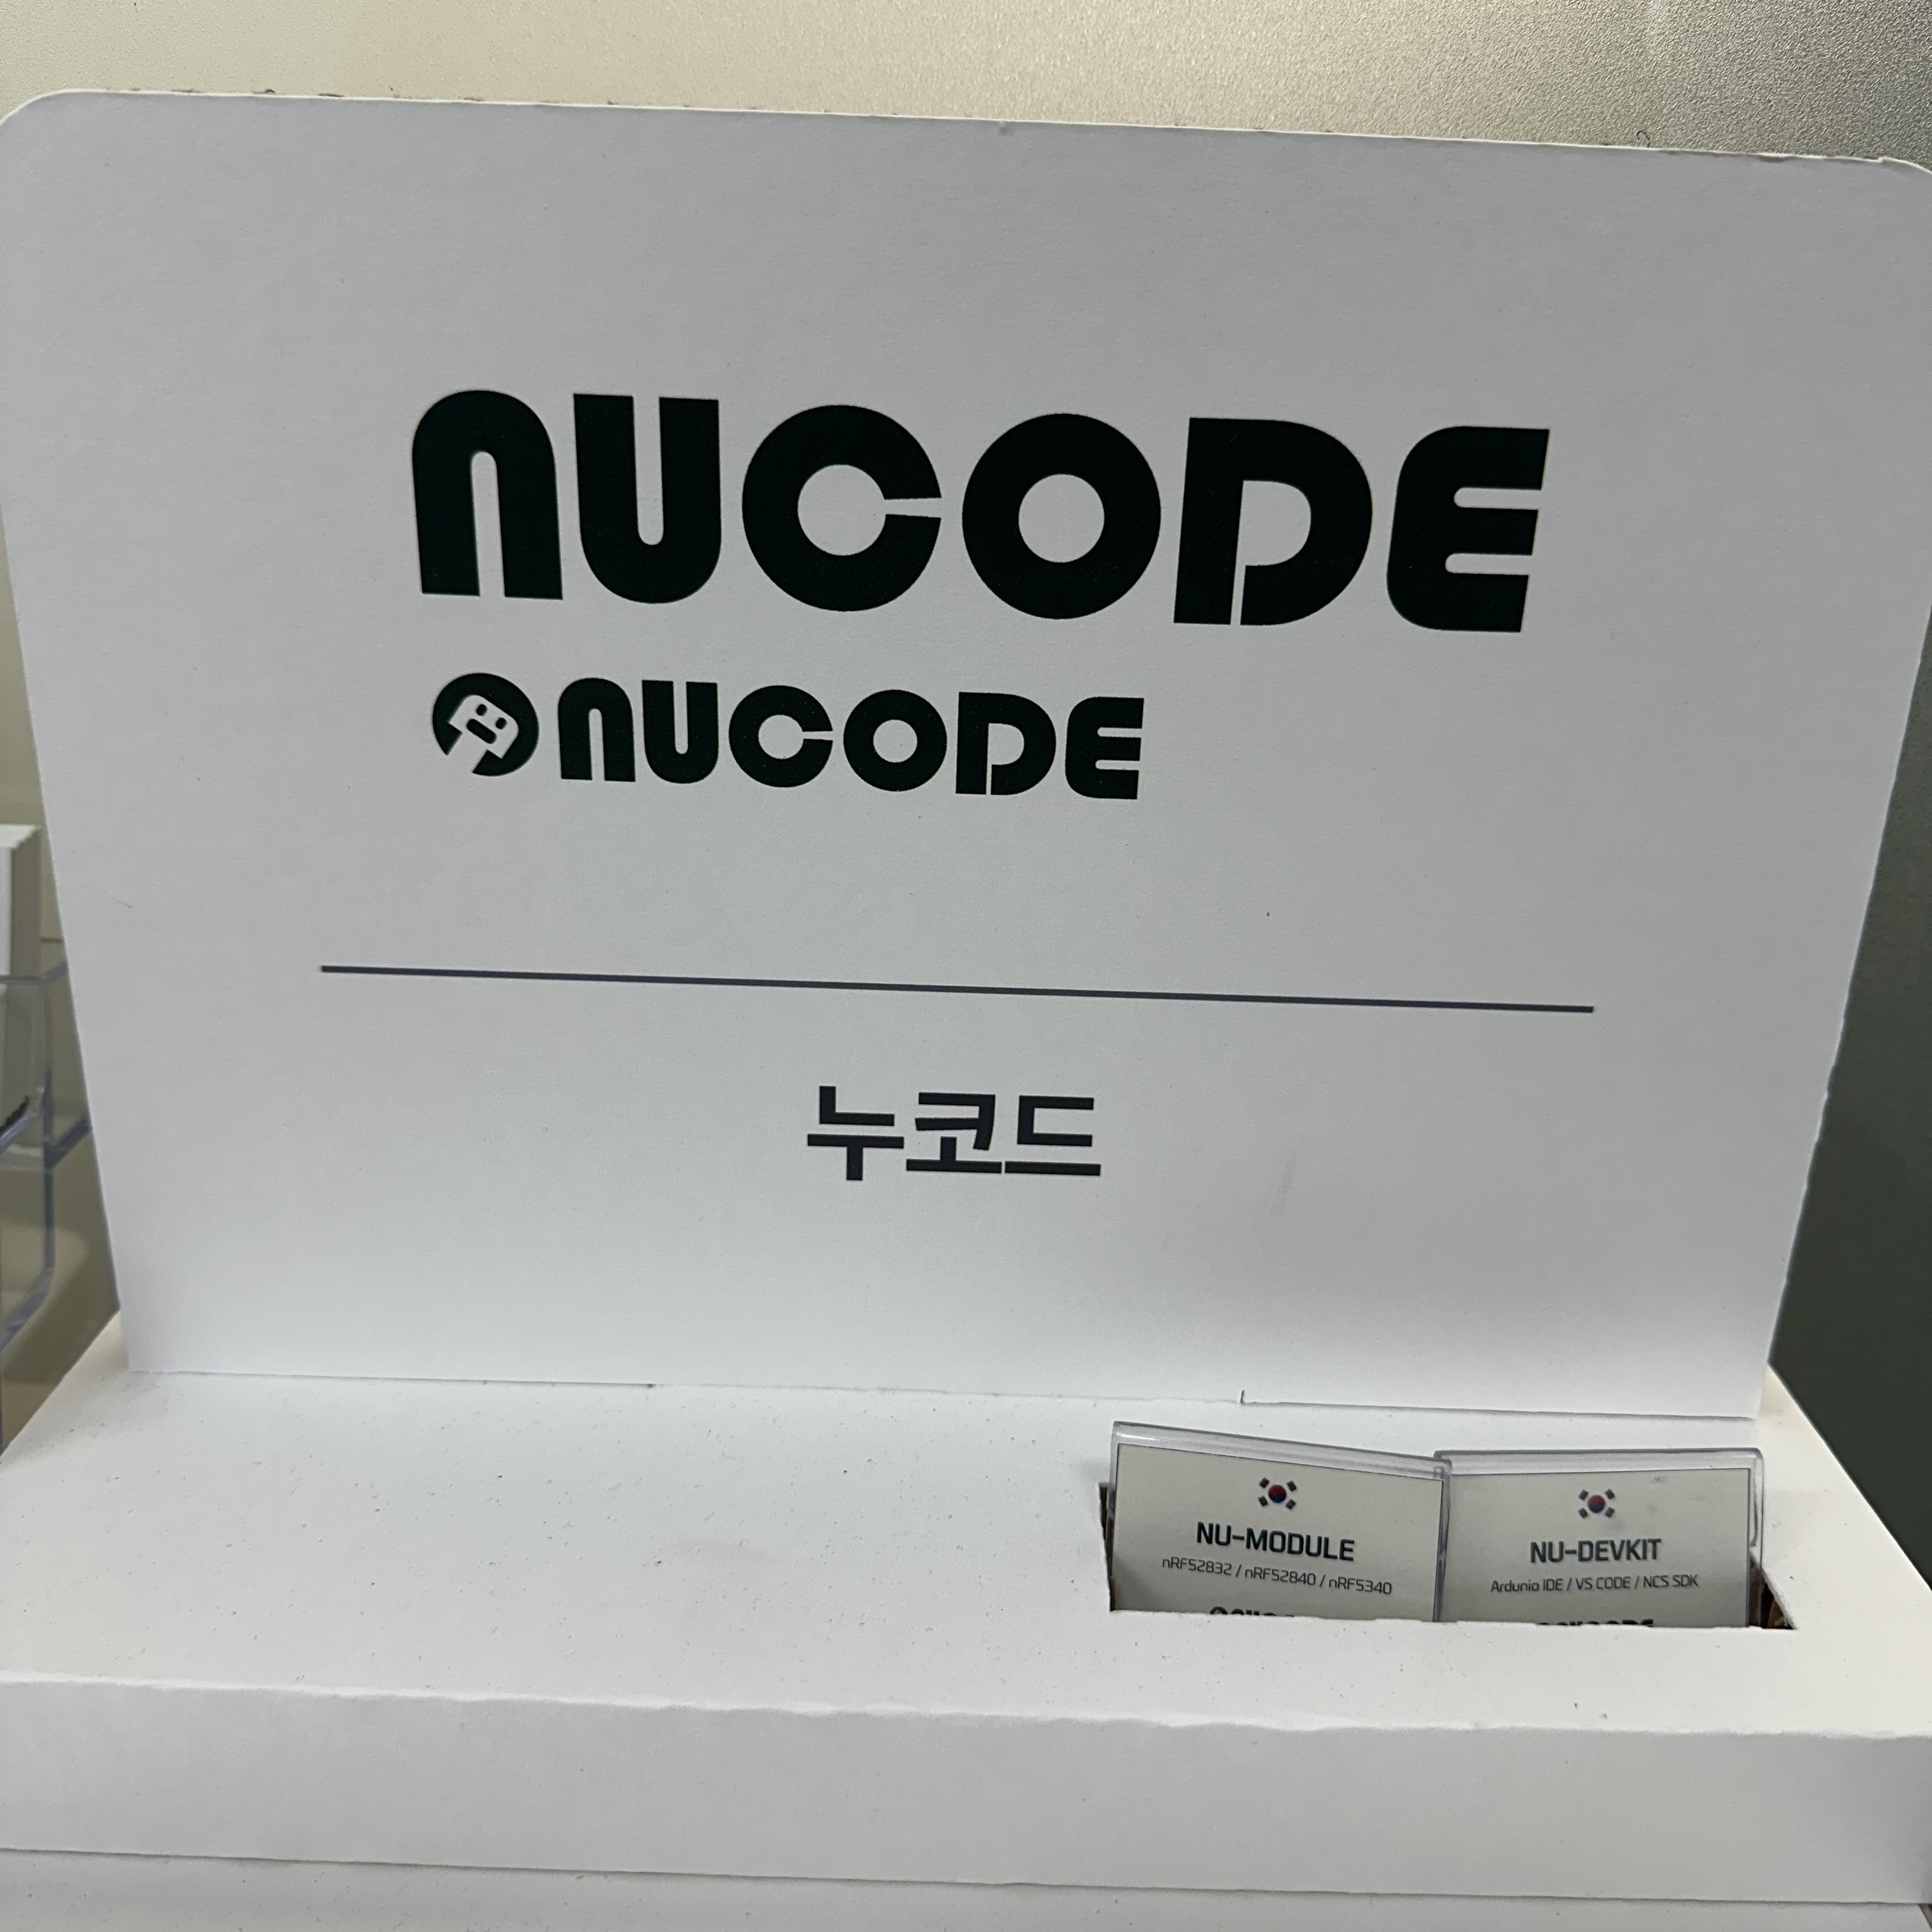 NUCODE
NUCODE
누코드
NU-MODULE
nRF52832 / nRF52840 / nRF5340
NU-DEVKIT
Ardunio IDE / VS CODE / NCS SDK